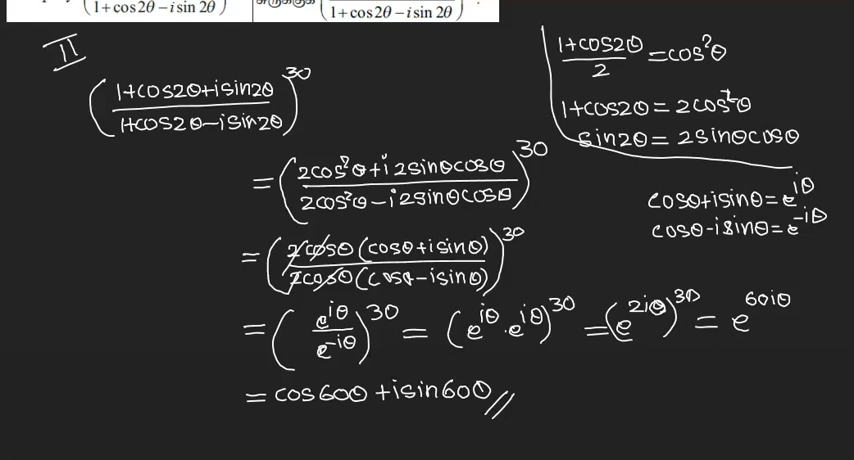 1+cos2θ−i sin 2θ
1+cos2θ−i sin 2θ
II
((1+cos2θ+isin2θ)/(1+cos2θ−isin2θ))^30
(1+cos2θ)/2 = cos²θ
1+cos2θ = 2cos²θ
sin2θ = 2sinθcosθ
= ((2cos²θ+i2sinθcosθ)/(2cos²θ−i2sinθcosθ))^30
cosθ+isinθ = e^iθ
cosθ−isinθ = e^−iθ
= ((2cosθ(cosθ+isinθ))/(2cosθ(cosθ−isinθ)))^30
= (e^iθ/e^−iθ)^30 = (e^iθ.e^iθ)^30 = (e^2iθ)^30 = e^60iθ
= cos60θ+isin60θ//